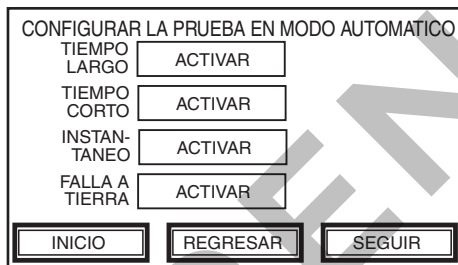 CONFIGURAR LA PRUEBA EN MODO AUTOMATICO
TIEMPO
LARGO
ACTIVAR
TIEMPO
CORTO
ACTIVAR
INSTAN-
TANEO
ACTIVAR
FALLA A
TIERRA
ACTIVAR
INICIO
REGRESAR
SEGUIR